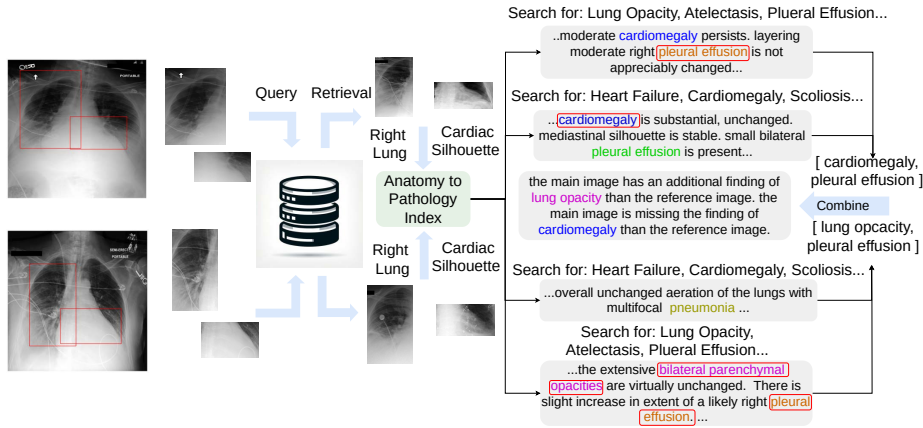 Search for: Lung Opacity, Atelectasis, Plueral Effusion...
..moderate cardiomegaly persists. layering
moderate right pleural effusion is not
appreciably changed...
PORTABLE
Query
Retrieval
Search for: Heart Failure, Cardiomegaly, Scoliosis...
...cardiomegaly is substantial, unchanged.
mediastinal silhouette is stable. small bilateral
pleural effusion is present...
Right
Lung
Cardiac
Silhouette
Anatomy to
Pathology
Index
the main image has an additional finding of
lung opacity than the reference image. the
main image is missing the finding of
cardiomegaly than the reference image.
[ cardiomegaly,
pleural effusion ]
Combine
[ lung opcacity,
pleural effusion ]
Right
Lung
Cardiac
Silhouette
PORTABLE
Search for: Heart Failure, Cardiomegaly, Scoliosis...
...overall unchanged aeration of the lungs with
multifocal pneumonia ...
Search for: Lung Opacity,
Atelectasis, Plueral Effusion...
...the extensive bilateral parenchymal
opacities are virtually unchanged. There is
slight increase in extent of a likely right pleural
effusion. ...